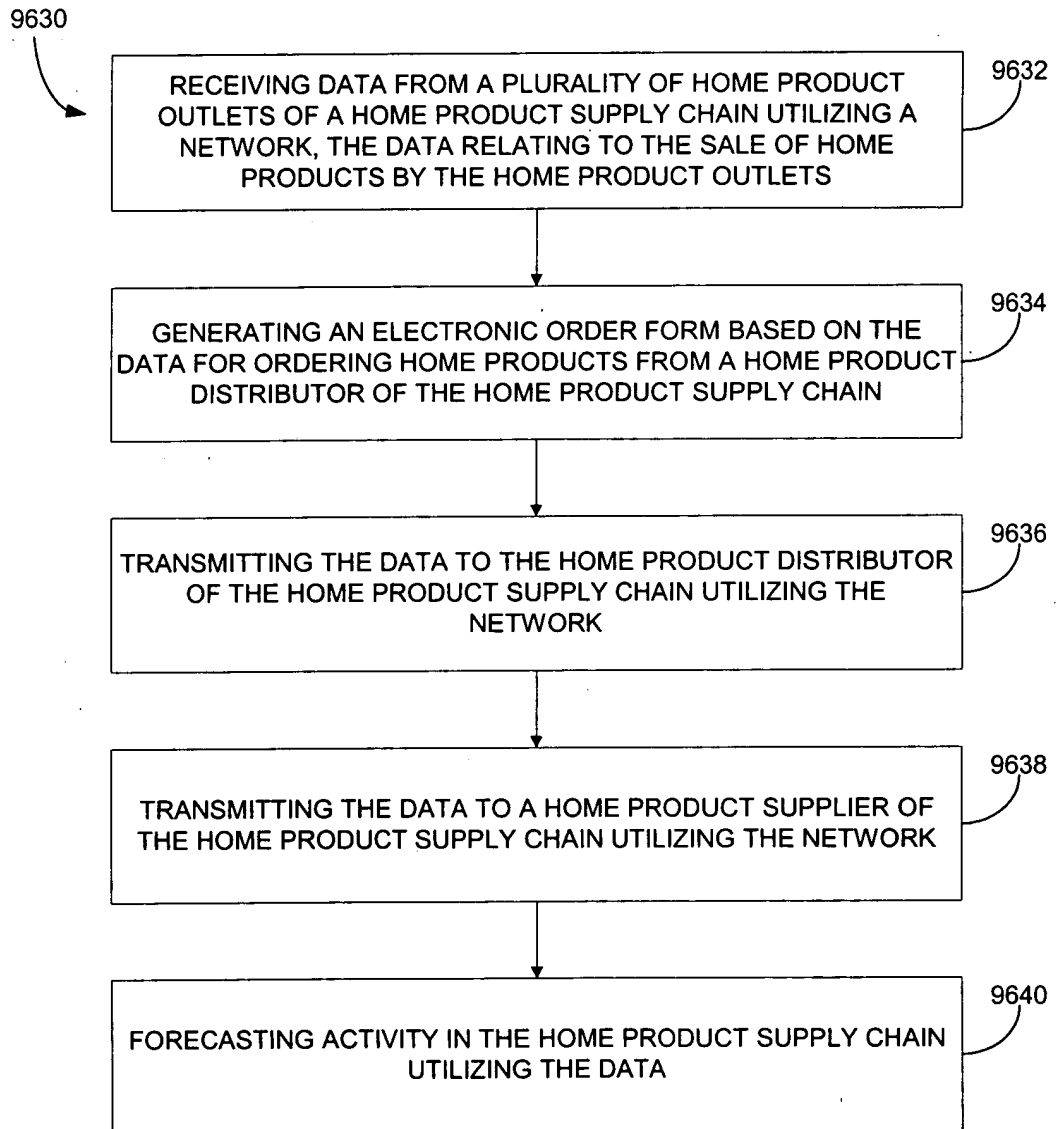 9630
RECEIVING DATA FROM A PLURALITY OF HOME PRODUCT
OUTLETS OF A HOME PRODUCT SUPPLY CHAIN UTILIZING A
NETWORK, THE DATA RELATING TO THE SALE OF HOME
PRODUCTS BY THE HOME PRODUCT OUTLETS
9632
GENERATING AN ELECTRONIC ORDER FORM BASED ON THE
DATA FOR ORDERING HOME PRODUCTS FROM A HOME PRODUCT
DISTRIBUTOR OF THE HOME PRODUCT SUPPLY CHAIN
9634
TRANSMITTING THE DATA TO THE HOME PRODUCT DISTRIBUTOR
OF THE HOME PRODUCT SUPPLY CHAIN UTILIZING THE
NETWORK
9636
TRANSMITTING THE DATA TO A HOME PRODUCT SUPPLIER OF
THE HOME PRODUCT SUPPLY CHAIN UTILIZING THE NETWORK
9638
FORECASTING ACTIVITY IN THE HOME PRODUCT SUPPLY CHAIN
UTILIZING THE DATA
9640